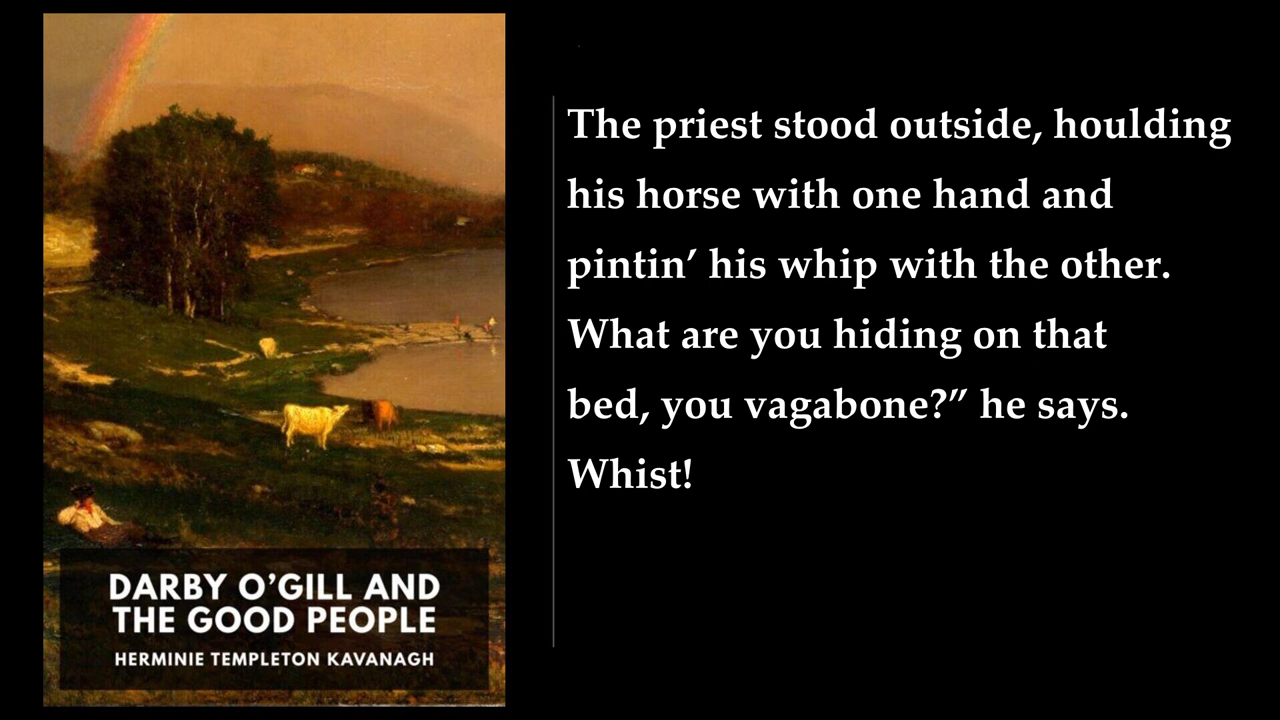 The priest stood outside, houlding
his horse with one hand and
pintin’ his whip with the other.
What are you hiding on that
bed, you vagabone?” he says.
Whist!
DARBY O’GILL AND
THE GOOD PEOPLE
HERMINIE TEMPLETON KAVANAGH